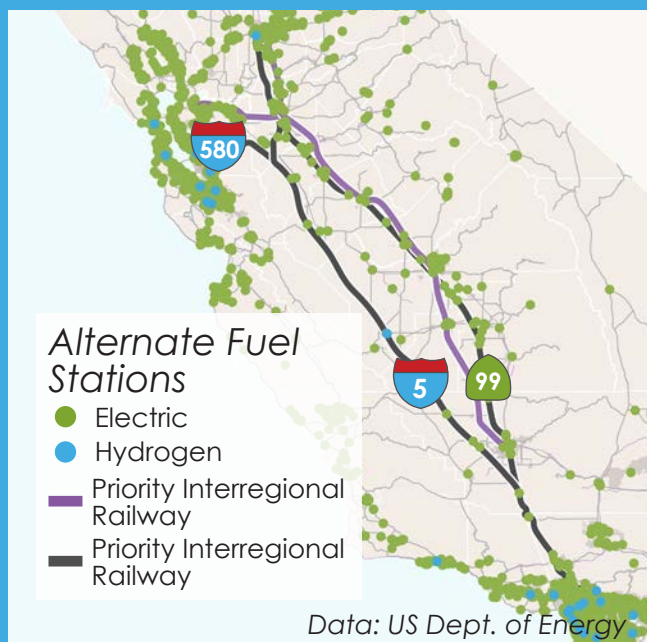 580
5
99
Alternate Fuel
Stations
Electric
Hydrogen
Priority Interregional
Railway
Priority Interregional
Railway
Data: US Dept. of Energy